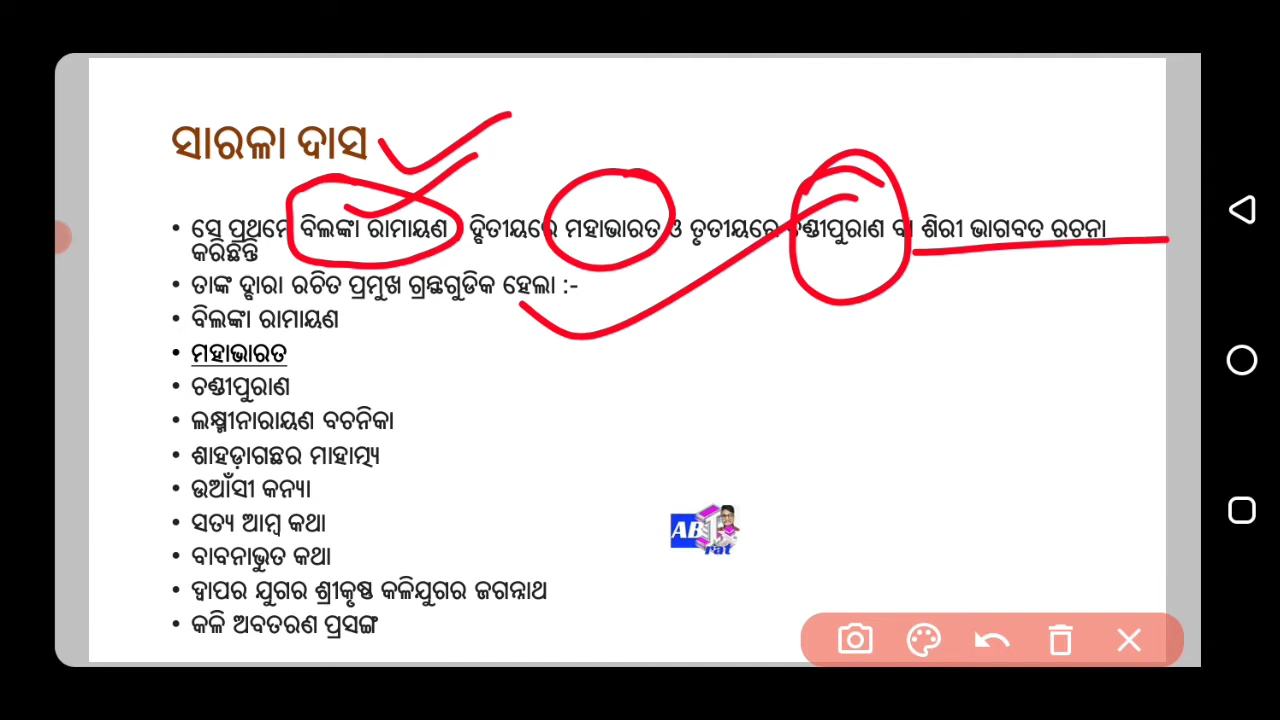 ସାରଳା ଦାସ
• ସେ ପ୍ରଥମେ ବିଲଙ୍କା ରାମାୟଣ , ଦ୍ବିତୀୟରେ ମହାଭାରତ ଓ ତୃତୀୟରେ ଚଣ୍ଡୀପୁରାଣ ବା ଶିରୀ ଭାଗବତ ରଚନା
କରିଛନ୍ତି
• ତାଙ୍କ ଦ୍ବାରା ରଚିତ ପ୍ରମୁଖ ଗ୍ରନ୍ଥଗୁଡିକ ହେଲା :-
• ବିଲଙ୍କା ରାମାୟଣ
• ମହାଭାରତ
• ଚଣ୍ଡୀପୁରାଣ
• ଲକ୍ଷ୍ମୀନାରାୟଣ ବଚନିକା
• ଶାହଡ଼ାଗଛର ମାହାତ୍ମ୍ୟ
• ଉଆଁସୀ କନ୍ୟା
• ସତ୍ୟ ଆମ୍ବ କଥା
• ବାବନାଭୁତ କଥା
• ଦ୍ୱାପର ଯୁଗର ଶ୍ରୀକୃଷ୍ଣ କଳିଯୁଗର ଜଗନ୍ନାଥ
• କଳି ଅବତରଣ ପ୍ରସଙ୍ଗ